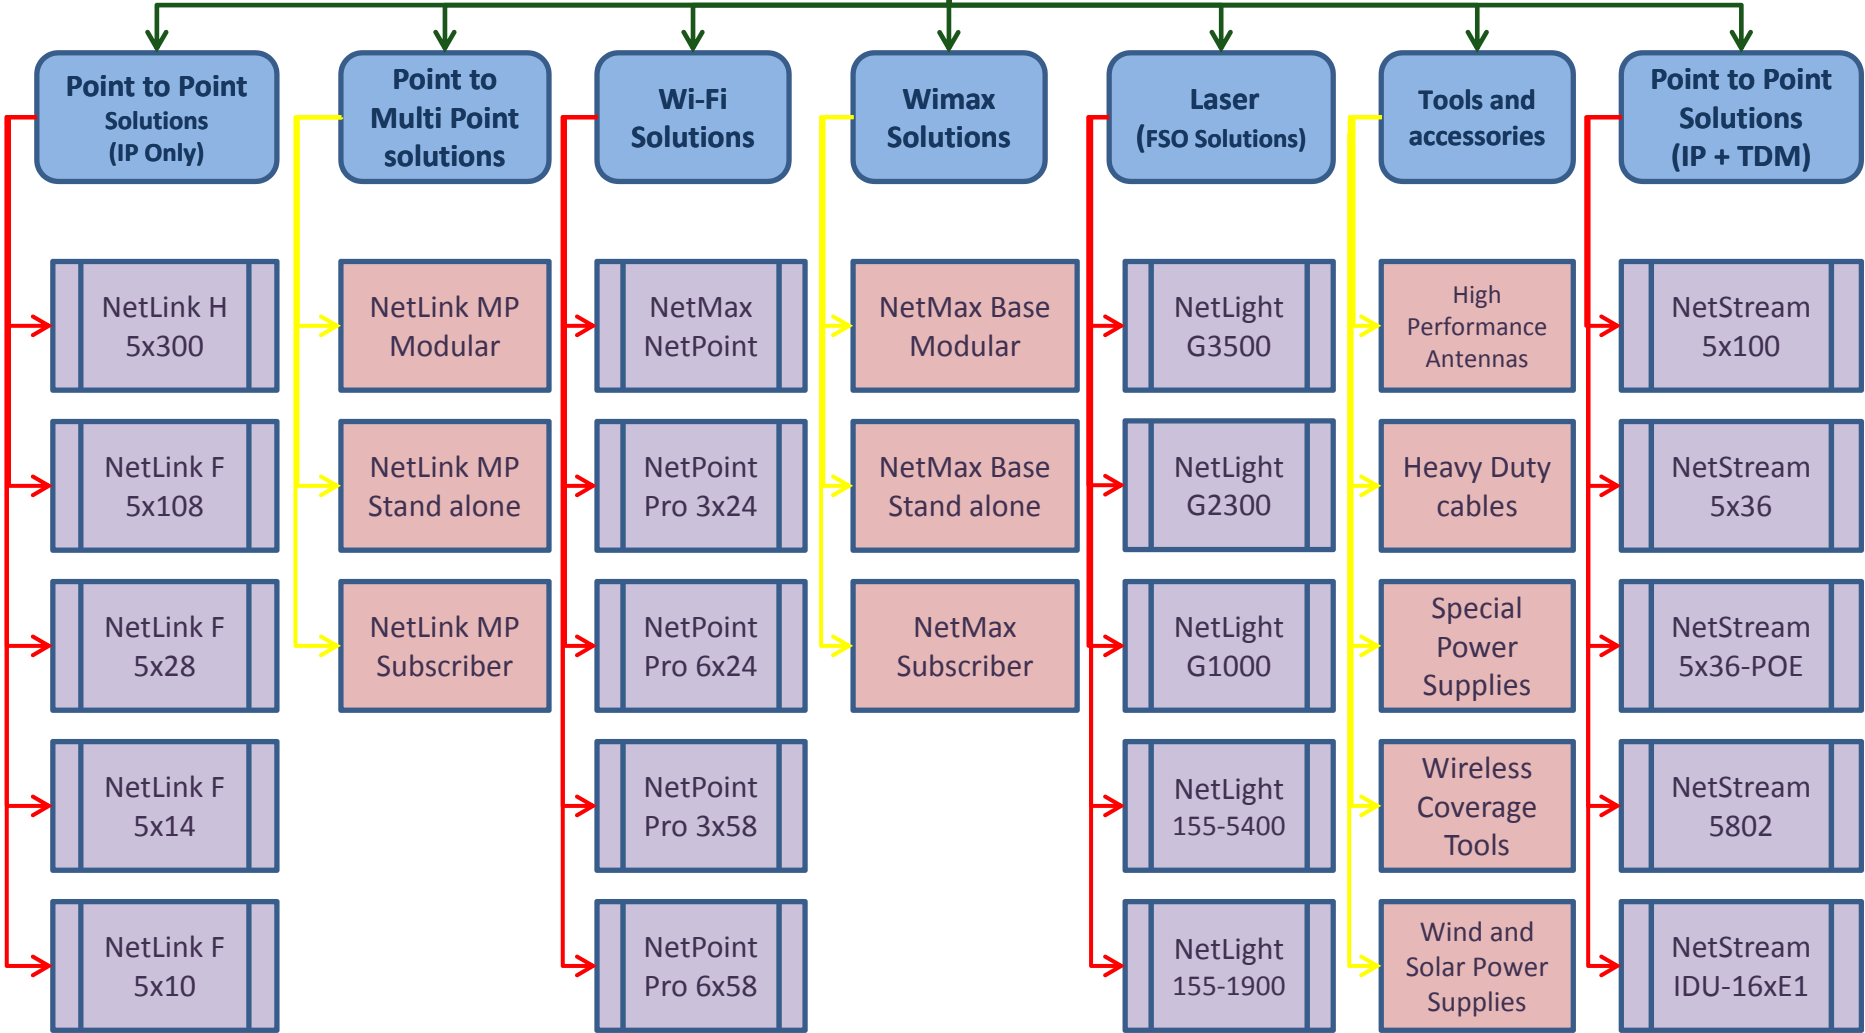 Point to Point
Solutions
(IP Only)
Point to
Multi Point
solutions
Wi-Fi
Solutions
Wimax
Solutions
Laser
(FSO Solutions)
Tools and
accessories
Point to Point
Solutions
(IP + TDM)
NetLink H
5x300
NetLink MP
Modular
NetMax
NetPoint
NetMax Base
Modular
NetLight
G3500
High
Performance
Antennas
NetStream
5x100
NetLink F
5x108
NetLink MP
Stand alone
NetPoint
Pro 3x24
NetMax Base
Stand alone
NetLight
G2300
Heavy Duty
cables
NetStream
5x36
NetLink F
5x28
NetLink MP
Subscriber
NetPoint
Pro 6x24
NetMax
Subscriber
NetLight
G1000
Special
Power
Supplies
NetStream
5x36-POE
NetLink F
5x14
NetPoint
Pro 3x58
NetLight
155-5400
Wireless
Coverage
Tools
NetStream
5802
NetLink F
5x10
NetPoint
Pro 6x58
NetLight
155-1900
Wind and
Solar Power
Supplies
NetStream
IDU-16xE1